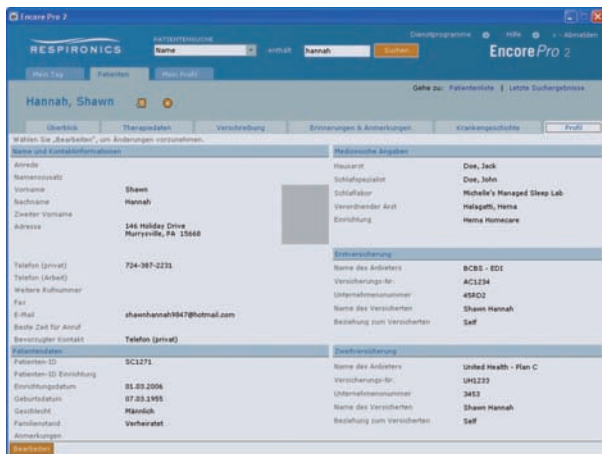 Encore Pro 2
Dienstprogramme Hilfe Abmelden
RESPIRONICS
PATIENTENSUCHE
Name enthält hannah Suchen
EncorePro 2
Mein Tag Patienten Mein Profil
Gehe zu: Patientenliste | Letzte Suchergebnisse
Hannah, Shawn
Überblick Therapiedaten Verschreibung Erinnerungen & Anmerkungen Krankengeschichte Profil
Wählen Sie „Bearbeiten", um Änderungen vorzunehmen.
Name und Kontaktinformationen
Anrede
Namenszusatz
Vorname Shawn
Nachname Hannah
Zweiter Vorname
Adresse 146 Holiday Drive
Murrysville, PA 15668
Telefon (privat) 724-387-2231
Telefon (Arbeit)
Weitere Rufnummer
Fax
E-Mail shawnhannah9847@hotmail.com
Beste Zeit für Anruf
Bevorzugter Kontakt Telefon (privat)
Patientendaten
Patienten-ID SC1271
Patienten-ID Einrichtung
Einrichtungsdatum 01.03.2006
Geburtsdatum 07.03.1955
Geschlecht Männlich
Familienstand Verheiratet
Anmerkungen
Bearbeiten
Medizinische Angaben
Hausarzt Doe, Jack
Schlafspezialist Doe, John
Schlaflabor Michelle's Managed Sleep Lab
Verordnender Arzt Halagatti, Hema
Einrichtung Hema Homecare
Erstversicherung
Name des Anbieters BCBS - EDI
Versicherungs-Nr. AC1234
Unternehmensnummer 45RD2
Name des Versicherten Shawn Hannah
Beziehung zum Versicherten Self
Zweitversicherung
Name des Anbieters United Health - Plan C
Versicherungs-Nr. UH1233
Unternehmensnummer 3453
Name des Versicherten Shawn Hannah
Beziehung zum Versicherten Self